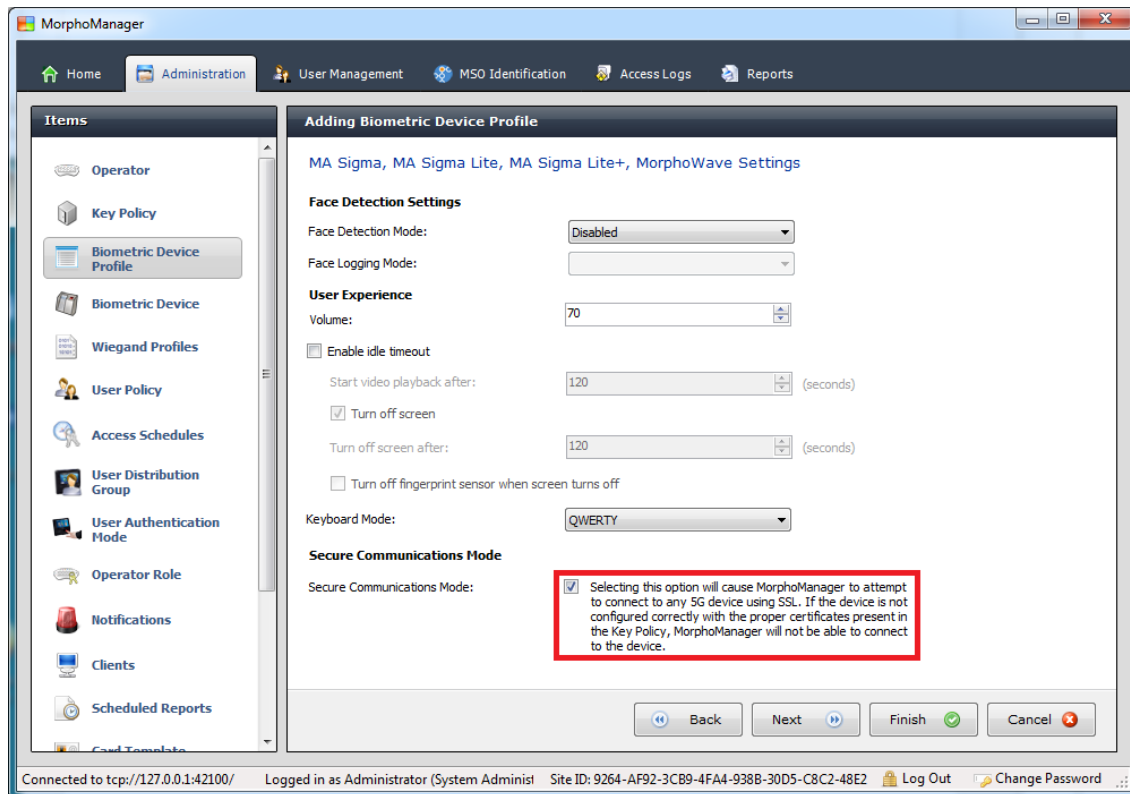 MorphoManager
Home
Administration
User Management
MSO Identification
Access Logs
Reports
Items
Operator
Key Policy
Biometric Device
Profile
Biometric Device
Wiegand Profiles
User Policy
Access Schedules
User Distribution
Group
User Authentication
Mode
Operator Role
Notifications
Clients
Scheduled Reports
Card Template
Adding Biometric Device Profile
MA Sigma, MA Sigma Lite, MA Sigma Lite+, MorphoWave Settings
Face Detection Settings
Face Detection Mode: Disabled
Face Logging Mode:
User Experience
Volume: 70
Enable idle timeout
Start video playback after: 120 (seconds)
Turn off screen
Turn off screen after: 120 (seconds)
Turn off fingerprint sensor when screen turns off
Keyboard Mode: QWERTY
Secure Communications Mode
Secure Communications Mode:
Selecting this option will cause MorphoManager to attempt
to connect to any 5G device using SSL. If the device is not
configured correctly with the proper certificates present in
the Key Policy, MorphoManager will not be able to connect
to the device.
Back
Next
Finish
Cancel
Connected to tcp://127.0.0.1:42100/
Logged in as Administrator (System Adminis
Site ID: 9264-AF92-3CB9-4FA4-938B-30D5-C8C2-48E2
Log Out
Change Password